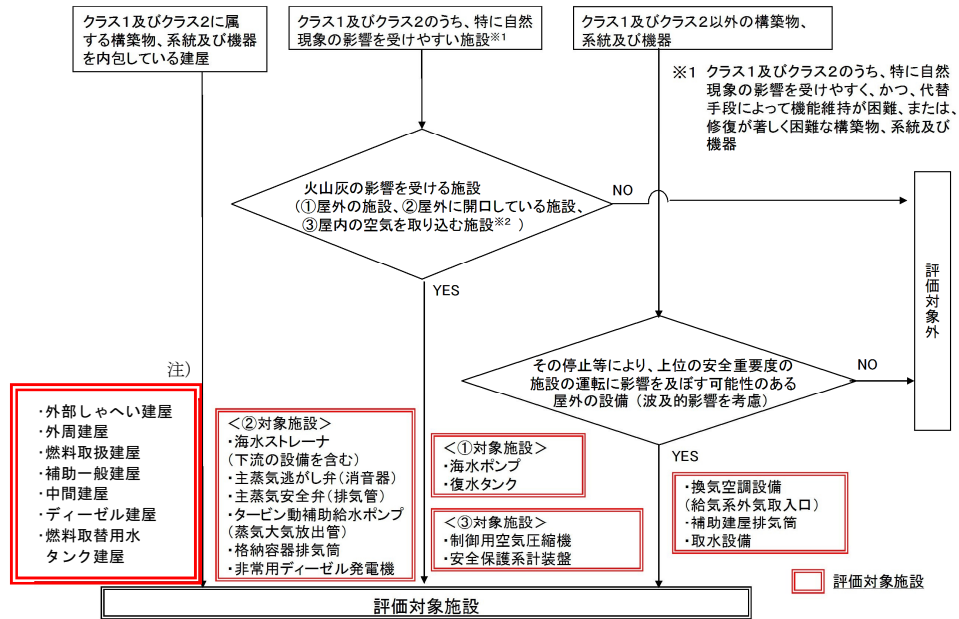 クラス1及びクラス2に属
する構築物、系統及び機器
を内包している建屋
クラス1及びクラス2のうち、特に自然
現象の影響を受けやすい施設※1
クラス1及びクラス2以外の構築物、
系統及び機器
※1 クラス1及びクラス2のうち、特に自然
現象の影響を受けやすく、かつ、代替
手段によって機能維持が困難、または、
修復が著しく困難な構築物、系統及び
機器
火山灰の影響を受ける施設
(①屋外の施設、②屋外に開口している施設、
③屋内の空気を取り込む施設※2 )
NO
YES
評価対象外
その停止等により、上位の安全重要度の
施設の運転に影響を及ぼす可能性のある
屋外の設備 (波及的影響を考慮)
NO
YES
注)
・外部しゃへい建屋
・外周建屋
・燃料取扱建屋
・補助一般建屋
・中間建屋
・ディーゼル建屋
・燃料取替用水
タンク建屋
<②対象施設>
・海水ストレーナ
(下流の設備を含む)
・主蒸気逃がし弁(消音器)
・主蒸気安全弁(排気管)
・タービン動補助給水ポンプ
(蒸気大気放出管)
・格納容器排気筒
・非常用ディーゼル発電機
<①対象施設>
・海水ポンプ
・復水タンク
<③対象施設>
・制御用空気圧縮機
・安全保護系計装盤
・換気空調設備
(給気系外気取入口)
・補助建屋排気筒
・取水設備
評価対象施設
評価対象施設